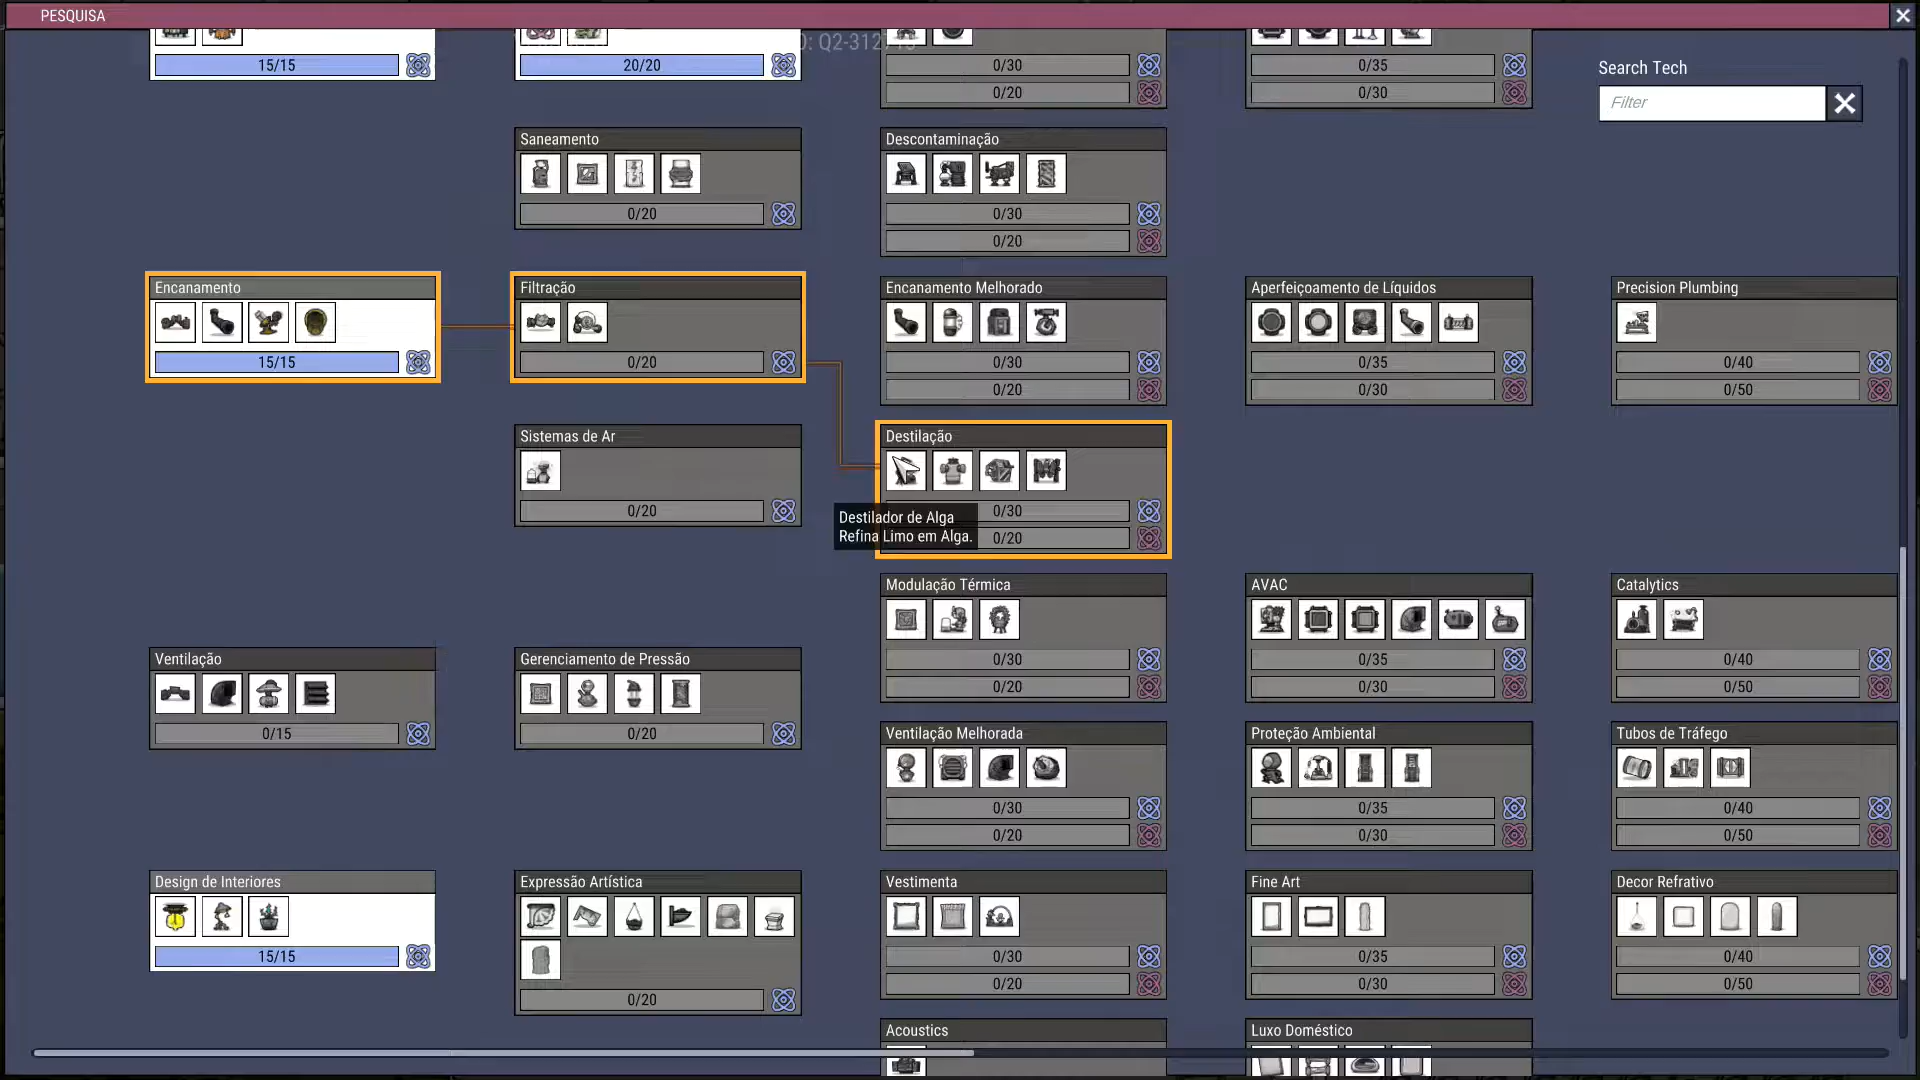 PESQUISA
Search Tech
Filter
15/15
20/20
0/30
0/20
0/35
0/30
Saneamento
0/20
Descontaminação
0/30
0/20
Encanamento
15/15
Filtração
0/20
Encanamento Melhorado
0/30
0/20
Aperfeiçoamento de Líquidos
0/35
0/30
Precision Plumbing
0/40
0/50
Sistemas de Ar
0/20
Destilação
0/30
0/20
Destilador de Alga
Refina Limo em Alga.
Modulação Térmica
0/30
0/20
AVAC
0/35
0/30
Catalytics
0/40
0/50
Ventilação
0/15
Gerenciamento de Pressão
0/20
Ventilação Melhorada
0/30
0/20
Proteção Ambiental
0/35
0/30
Tubos de Tráfego
0/40
0/50
Design de Interiores
15/15
Expressão Artística
0/20
Vestimenta
0/30
0/20
Fine Art
0/35
0/30
Decor Refrativo
0/40
0/50
Acoustics
Luxo Doméstico